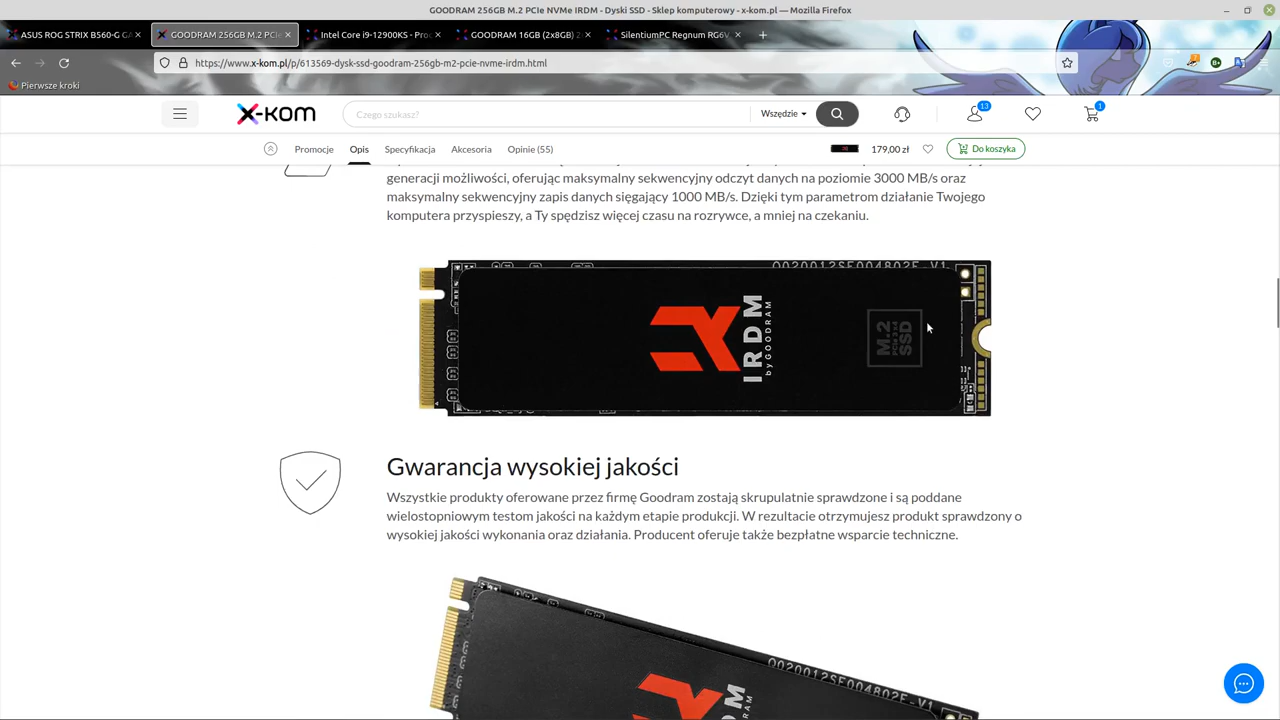 GOODRAM 256GB M.2 PCIe NVMe IRDM - Dyski SSD - Sklep komputerowy - x-kom.pl — Mozilla Firefox
ASUS ROG STRIX B560-G GA
GOODRAM 256GB M.2 PCIe
Intel Core i9-12900KS - Proc
GOODRAM 16GB (2x8GB) 2
SilentiumPC Regnum RG6V
https://www.x-kom.pl/p/613569-dysk-ssd-goodram-256gb-m2-pcie-nvme-irdm.html
Pierwsze kroki
x-kom
Czego szukasz?
Wszędzie
13
1
Promocje
Opis
Specyfikacja
Akcesoria
Opinie (55)
179,00 zł
Do koszyka
generacji możliwości, oferując maksymalny sekwencyjny odczyt danych na poziomie 3000 MB/s oraz
maksymalny sekwencyjny zapis danych sięgający 1000 MB/s. Dzięki tym parametrom działanie Twojego
komputera przyspieszy, a Ty spędzisz więcej czasu na rozrywce, a mniej na czekaniu.
IRDM
by GOODRAM
M.2
SSD
Gwarancja wysokiej jakości
Wszystkie produkty oferowane przez firmę Goodram zostają skrupulatnie sprawdzone i są poddane
wielostopniowym testom jakości na każdym etapie produkcji. W rezultacie otrzymujesz produkt sprawdzony o
wysokiej jakości wykonania oraz działania. Producent oferuje także bezpłatne wsparcie techniczne.